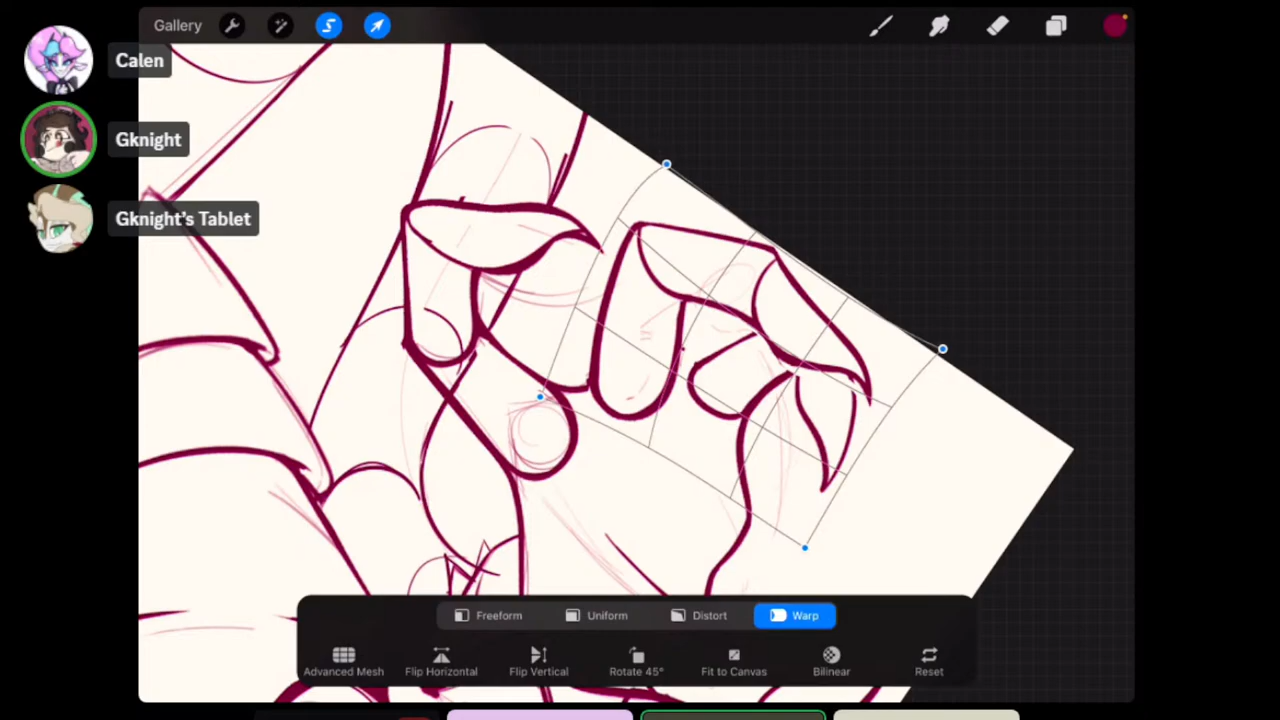 Gallery
Calen
Gknight
Gknight's Tablet
Freeform Uniform Distort Warp
Advanced Mesh Flip Horizontal Flip Vertical Rotate 45° Fit to Canvas Bilinear Reset